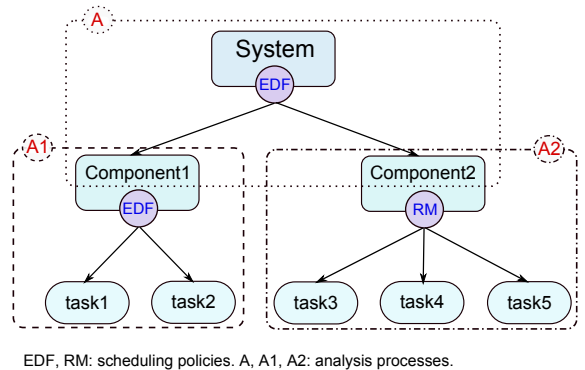 A
System
EDF
A1
A2
Component1
Component2
EDF
RM
task1
task2
task3
task4
task5
EDF, RM: scheduling policies. A, A1, A2: analysis processes.